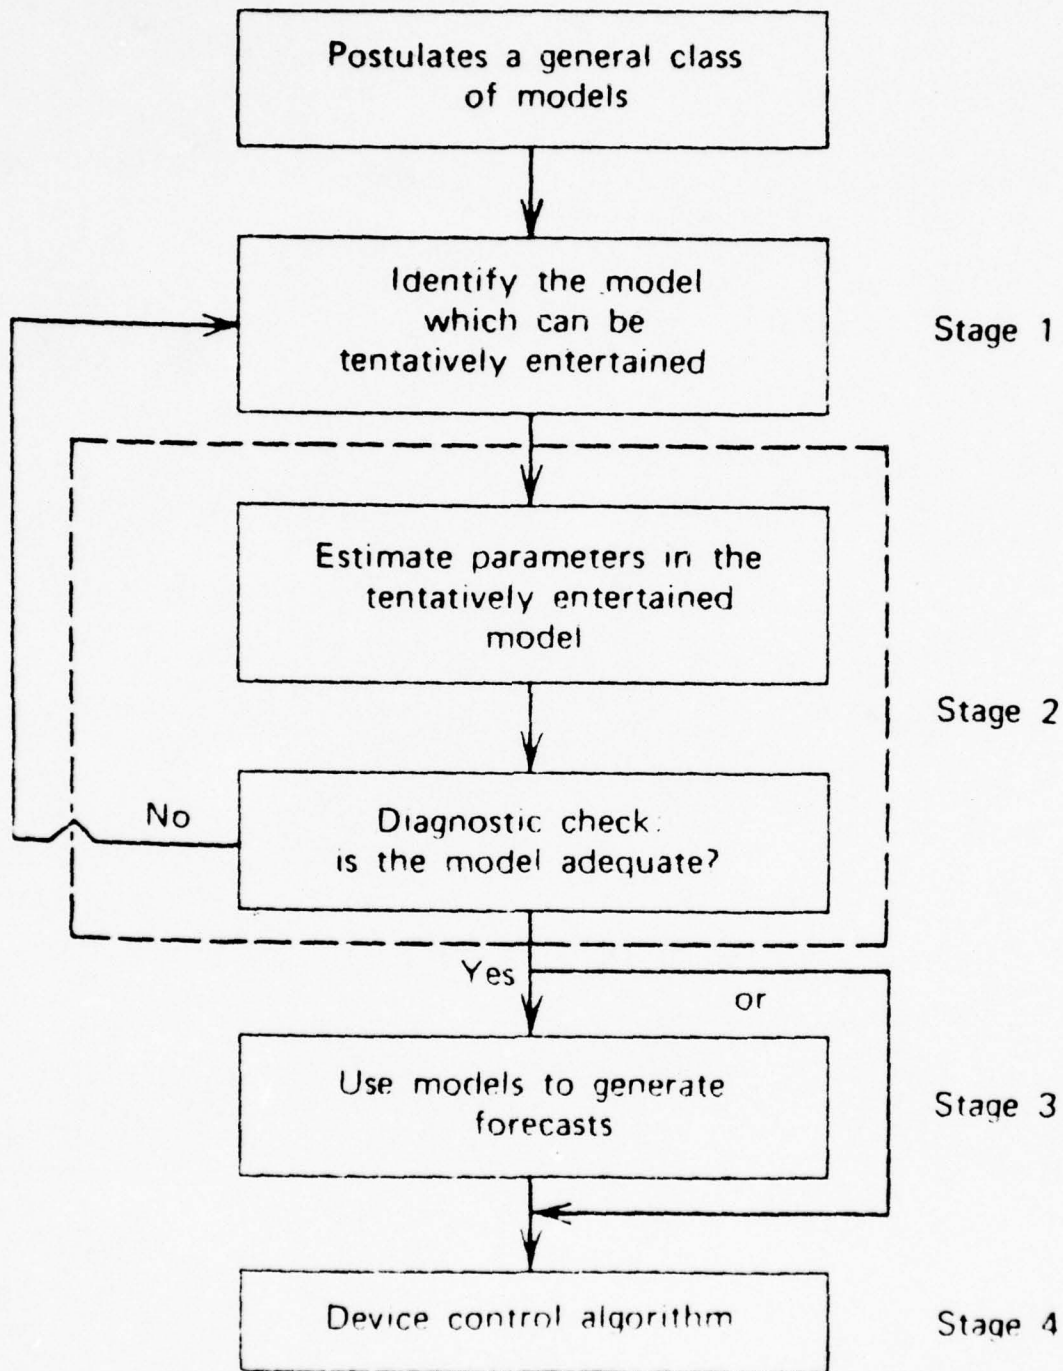 Postulates a general class
of models
Identify the model
which can be
tentatively entertained
Stage 1
Estimate parameters in the
tentatively entertained
model
Stage 2
No
Diagnostic check:
is the model adequate?
Yes
or
Use models to generate
forecasts
Stage 3
Device control algorithm
Stage 4